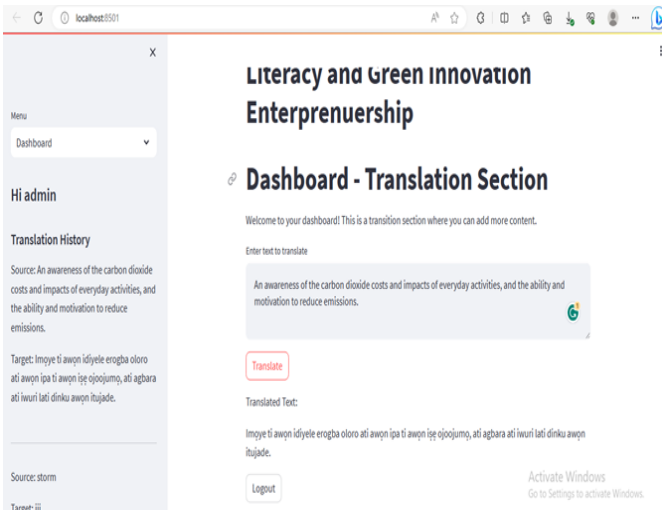 localhost:8501
Menu
Dashboard
Hi admin
Translation History
Source: An awareness of the carbon dioxide
costs and impacts of everyday activities, and
the ability and motivation to reduce
emissions.
Target: Imọye ti awọn idiyele erogba oloro
ati awọn ipa ti awọn iṣẹ ojoojumọ, ati agbara
ati iwuri lati dinku awọn itujade.
Source: storm
Target: iji
Literacy and Green Innovation
Enterprenuership
Dashboard - Translation Section
Welcome to your dashboard! This is a transition section where you can add more content.
Enter text to translate
An awareness of the carbon dioxide costs and impacts of everyday activities, and the ability and
motivation to reduce emissions.
Translate
Translated Text:
Imọye ti awọn idiyele erogba oloro ati awọn ipa ti awọn iṣẹ ojoojumọ, ati agbara ati iwuri lati dinku awọn
itujade.
Logout
Activate Windows
Go to Settings to activate Windows.